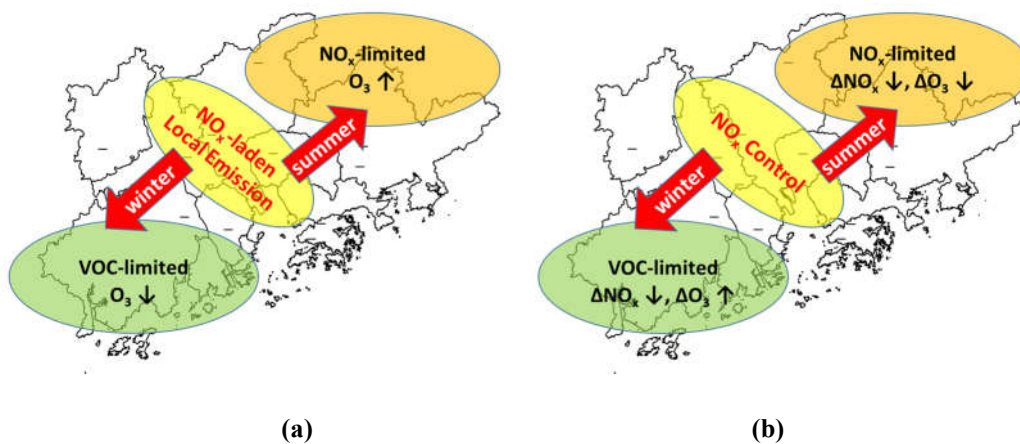 NOₓ-limited
O₃ ↑
NOₓ-laden
Local Emission
summer
winter
VOC-limited
O₃ ↓
(a)
NOₓ-limited
ΔNOₓ ↓, ΔO₃ ↓
NOₓ Control
summer
winter
VOC-limited
ΔNOₓ ↓, ΔO₃ ↑
(b)